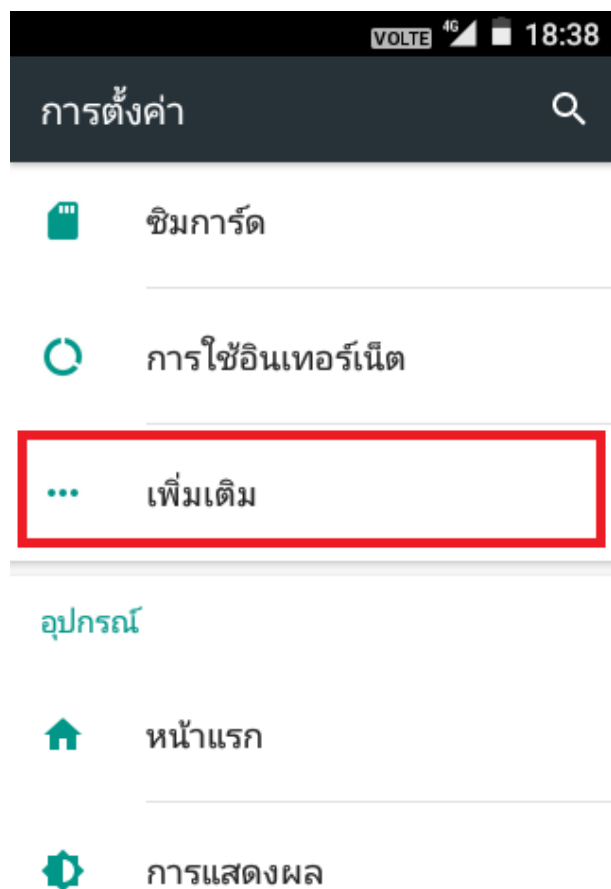 VOLTE 4G 18:38
การตั้งค่า
ซิมการ์ด
การใช้อินเทอร์เน็ต
เพิ่มเติม
อุปกรณ์
หน้าแรก
การแสดงผล